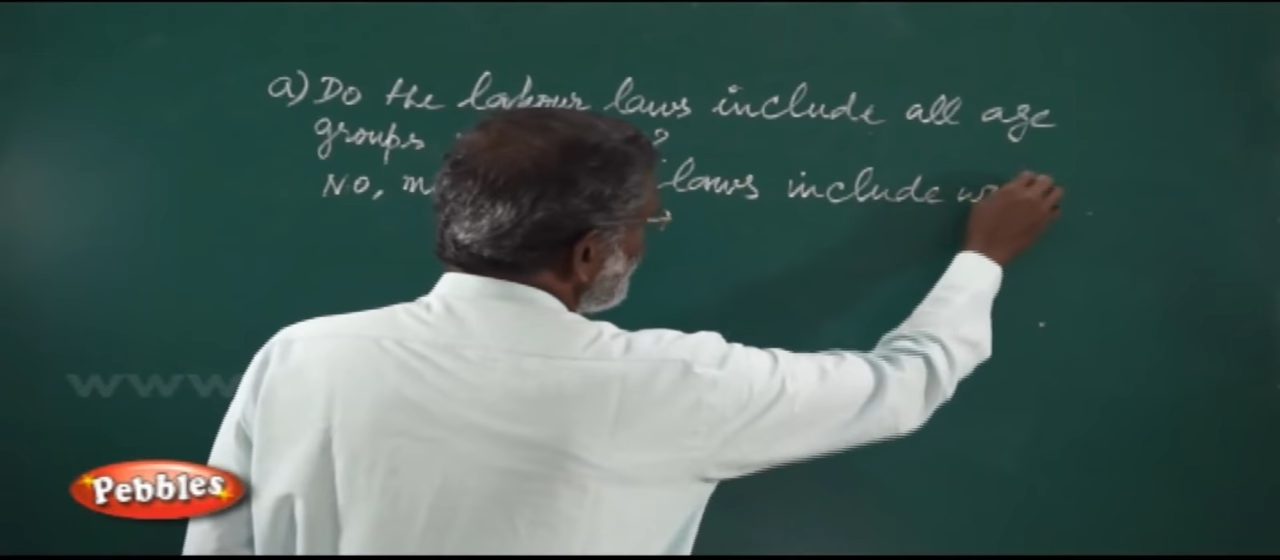 a) Do the labour laws include all age
groups ?
No, laws include
www.
Pebbles